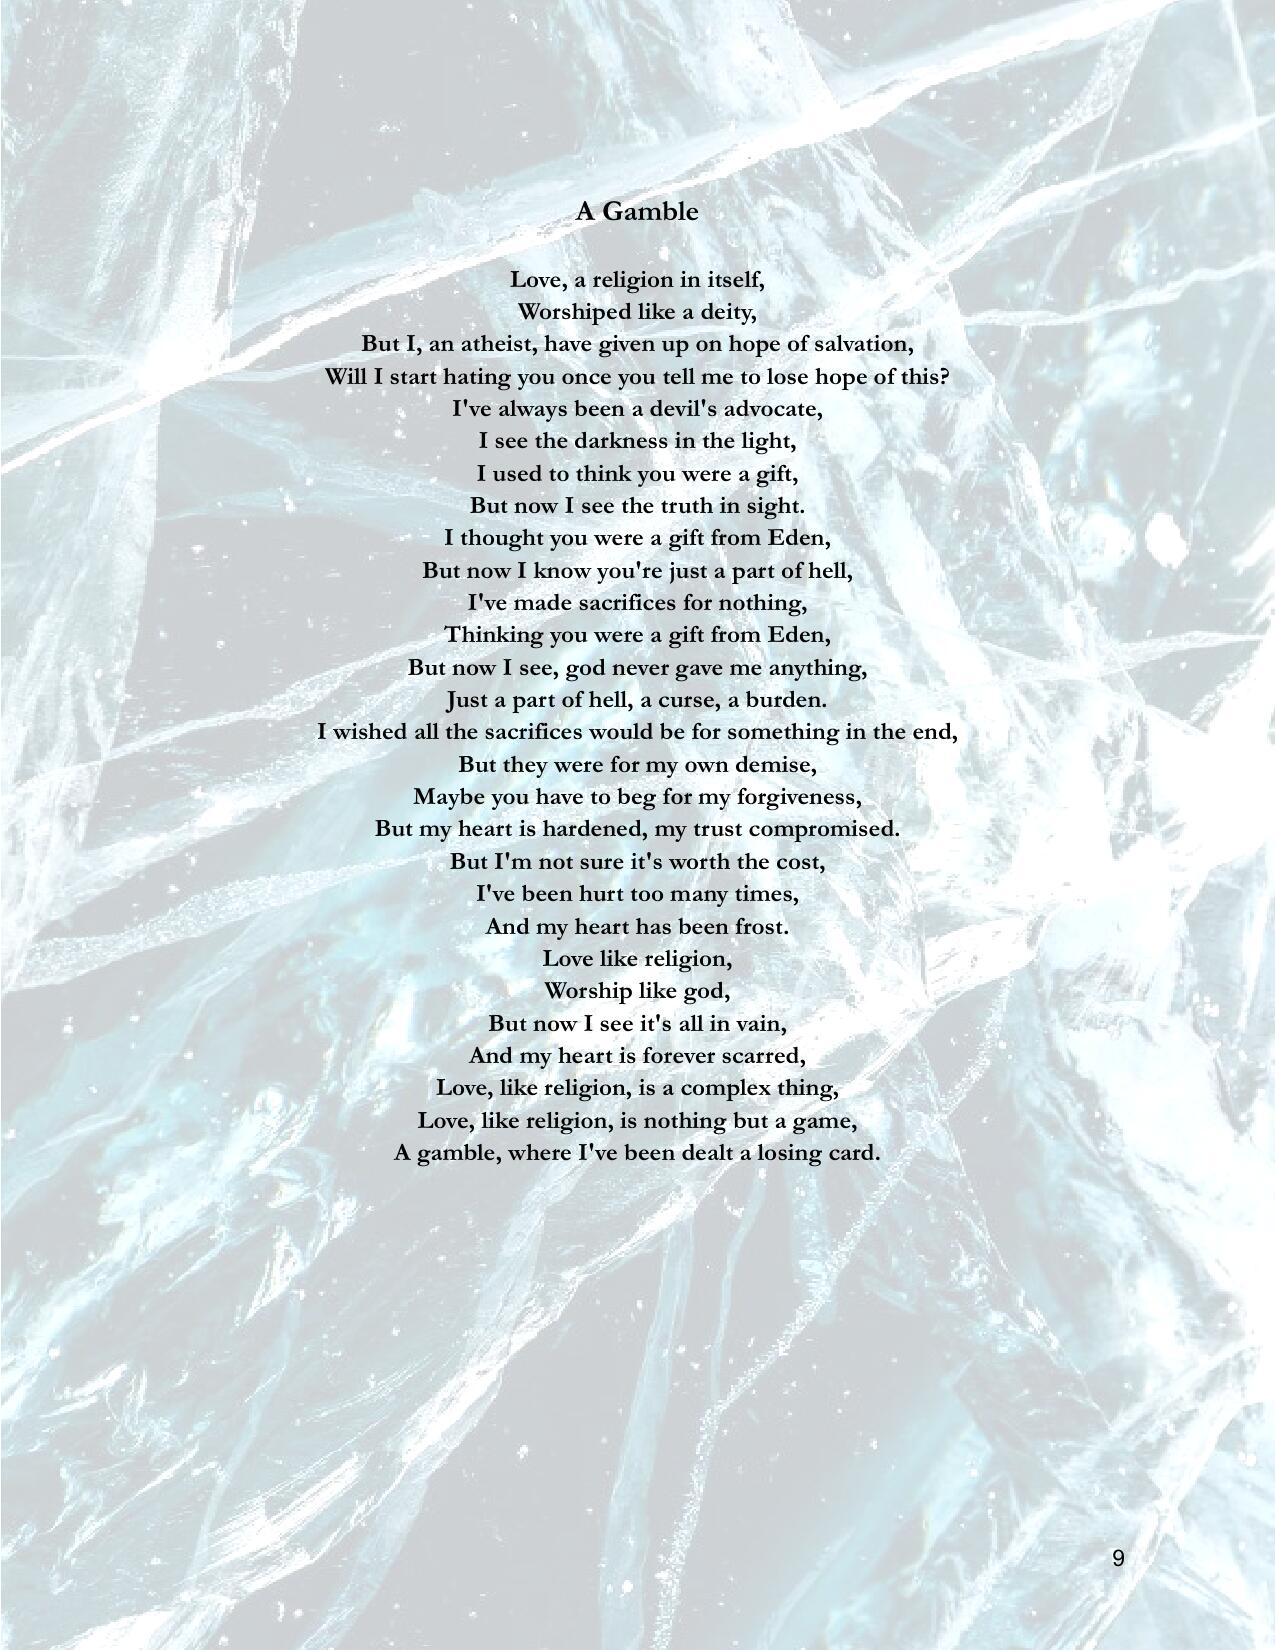 A Gamble
Love, a religion in itself,
Worshiped like a deity,
But I, an atheist, have given up on hope of salvation,
Will I start hating you once you tell me to lose hope of this?
I've always been a devil's advocate,
I see the darkness in the light,
I used to think you were a gift,
But now I see the truth in sight.
I thought you were a gift from Eden,
But now I know you're just a part of hell,
I've made sacrifices for nothing,
Thinking you were a gift from Eden,
But now I see, god never gave me anything,
Just a part of hell, a curse, a burden.
I wished all the sacrifices would be for something in the end,
But they were for my own demise,
Maybe you have to beg for my forgiveness,
But my heart is hardened, my trust compromised.
But I'm not sure it's worth the cost,
I've been hurt too many times,
And my heart has been frost.
Love like religion,
Worship like god,
But now I see it's all in vain,
And my heart is forever scarred,
Love, like religion, is a complex thing,
Love, like religion, is nothing but a game,
A gamble, where I've been dealt a losing card.
9